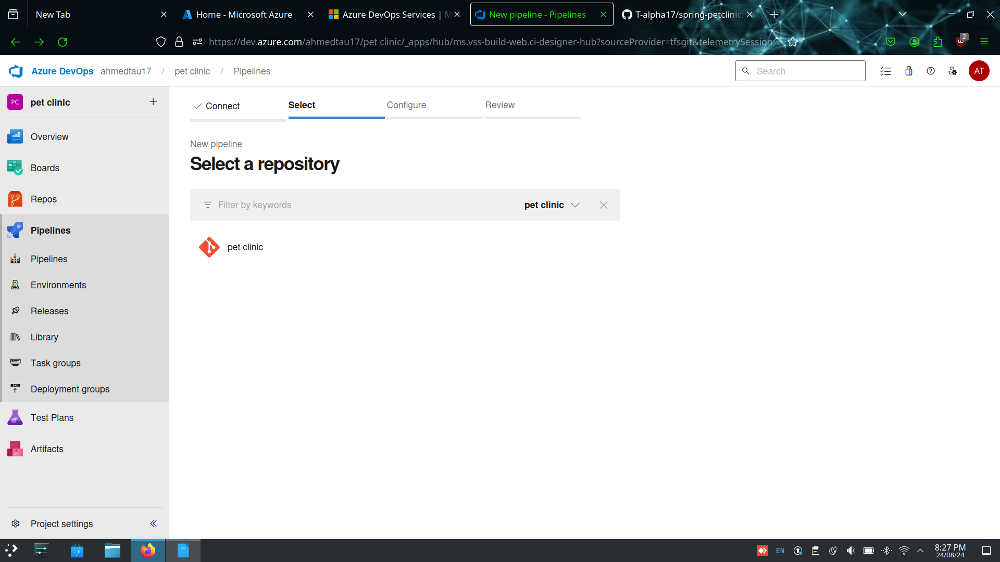 New Tab
Home - Microsoft Azure
Azure DevOps Services | M
New pipeline - Pipelines
T-alpha17/spring-petclinic:
https://dev.azure.com/ahmedtau17/pet clinic/_apps/hub/ms.vss-build-web.ci-designer-hub?sourceProvider=tfsgit&telemetrySession=
2
Azure DevOps ahmedtau17 / pet clinic / Pipelines
Search
AT
PC pet clinic
Overview
Boards
Repos
Pipelines
Pipelines
Environments
Releases
Library
Task groups
Deployment groups
Test Plans
Artifacts
Project settings
Connect
Select
Configure
Review
New pipeline
Select a repository
Filter by keywords
pet clinic
pet clinic
EN
8:27 PM
24/08/24